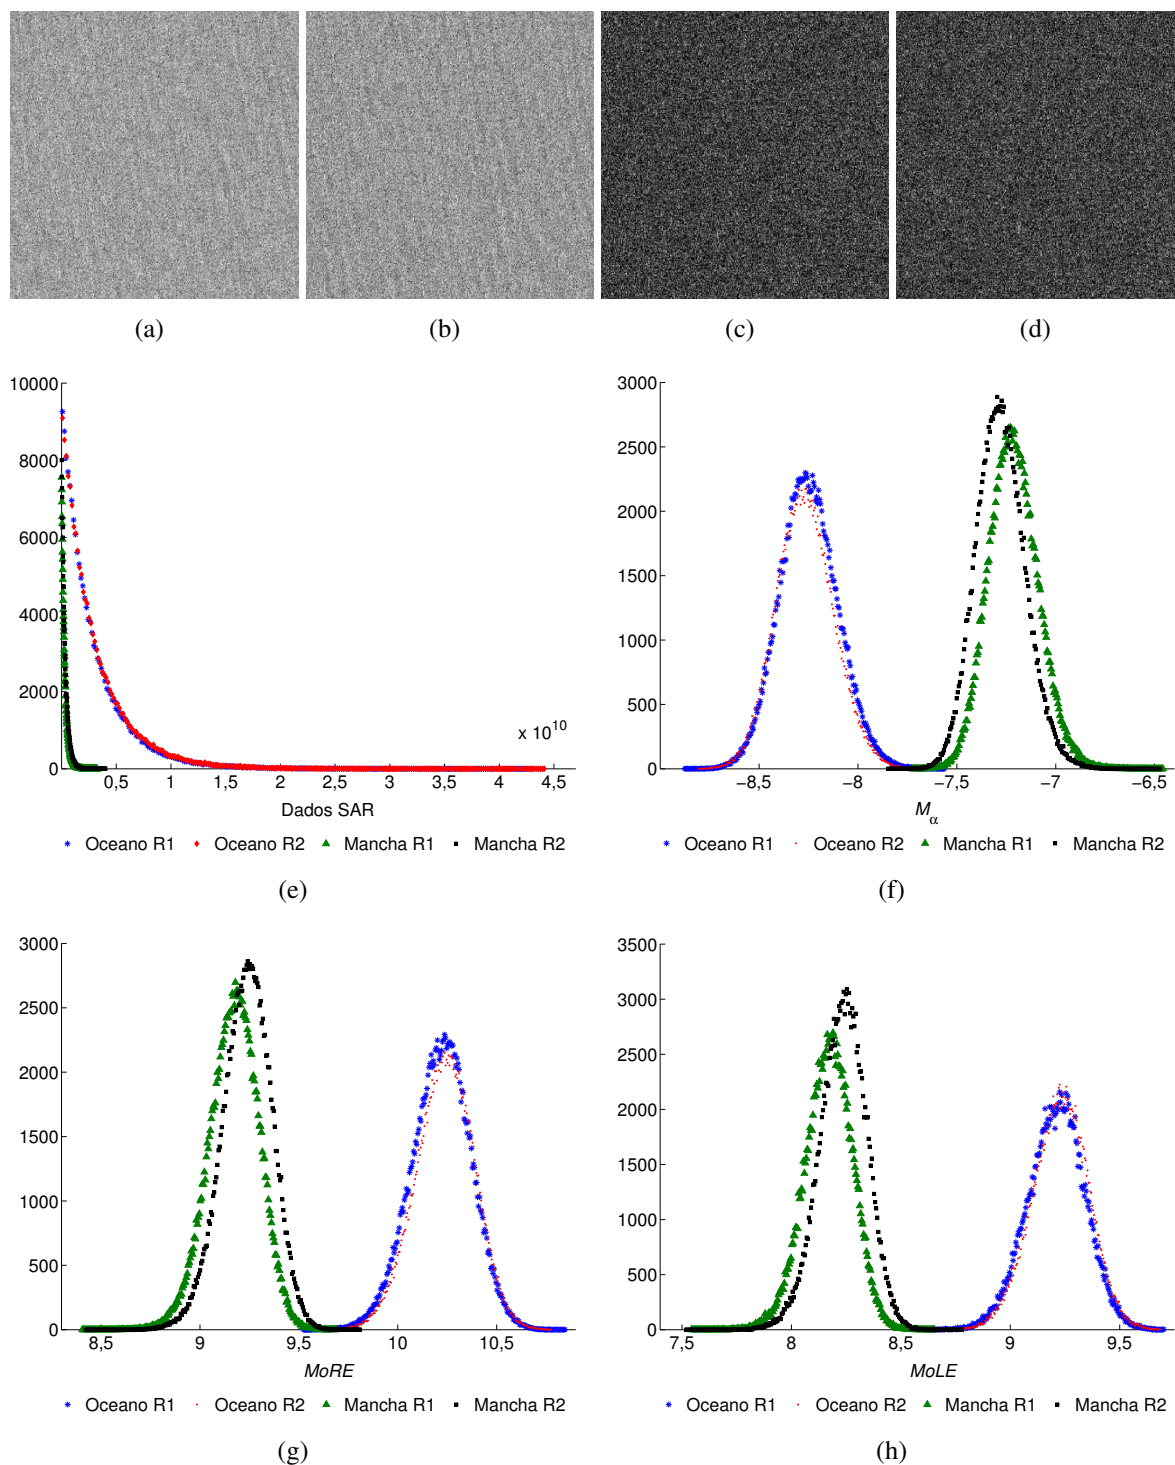 (a) (b) (c) (d)
10000
8000
6000
4000
2000
0
x 10^10
0,5 1 1,5 2 2,5 3 3,5 4 4,5
Dados SAR
Oceano R1 Oceano R2 Mancha R1 Mancha R2
(e)
3000
2500
2000
1500
1000
500
0
−8,5 −8 −7,5 −7 −6,5
M_α
Oceano R1 Oceano R2 Mancha R1 Mancha R2
(f)
3000
2500
2000
1500
1000
500
0
8,5 9 9,5 10 10,5
MoRE
Oceano R1 Oceano R2 Mancha R1 Mancha R2
(g)
3500
3000
2500
2000
1500
1000
500
0
7,5 8 8,5 9 9,5
MoLE
Oceano R1 Oceano R2 Mancha R1 Mancha R2
(h)